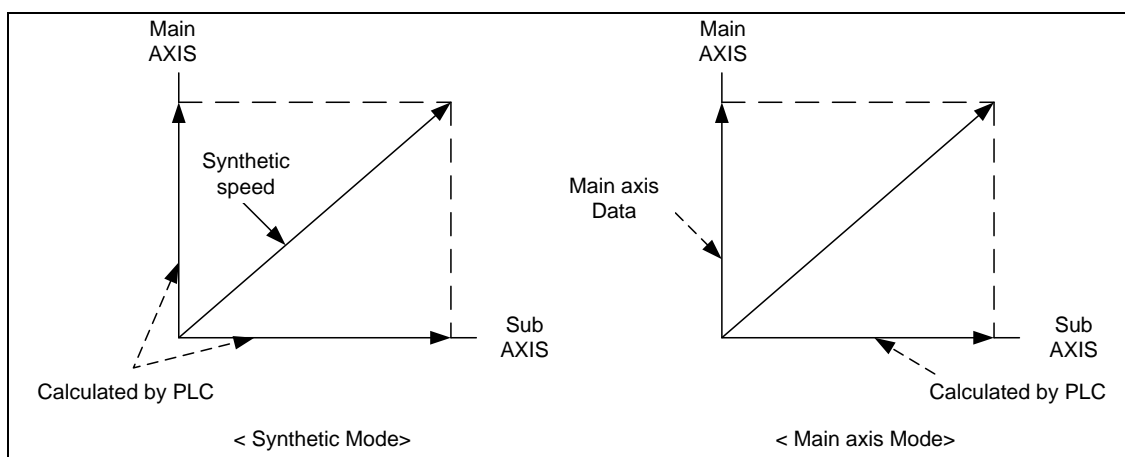 Main
AXIS
Synthetic
speed
Sub
AXIS
Calculated by PLC
< Synthetic Mode>
Main
AXIS
Main axis
Data
Sub
AXIS
Calculated by PLC
< Main axis Mode>